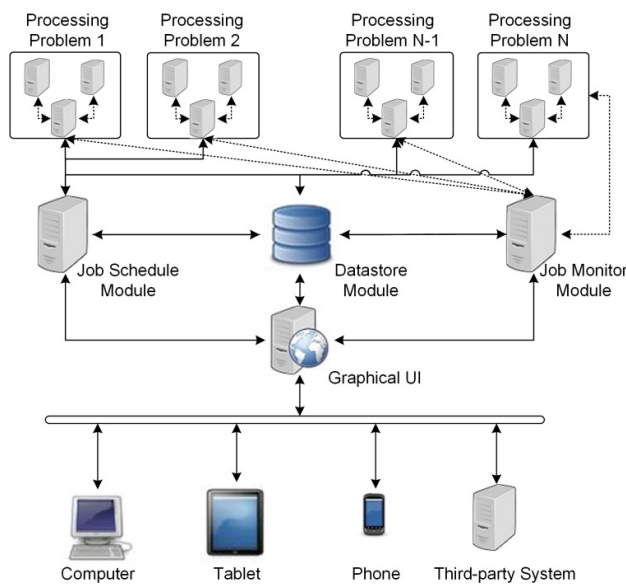 Processing
Problem 1
Processing
Problem 2
Processing
Problem N-1
Processing
Problem N
Job Schedule
Module
Datastore
Module
Job Monitor
Module
Graphical UI
Computer
Tablet
Phone
Third-party System